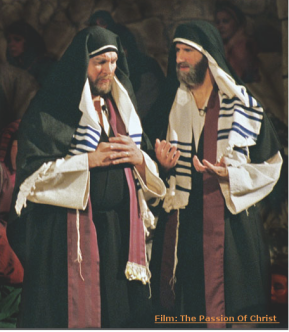 Film: The Passion Of Christ